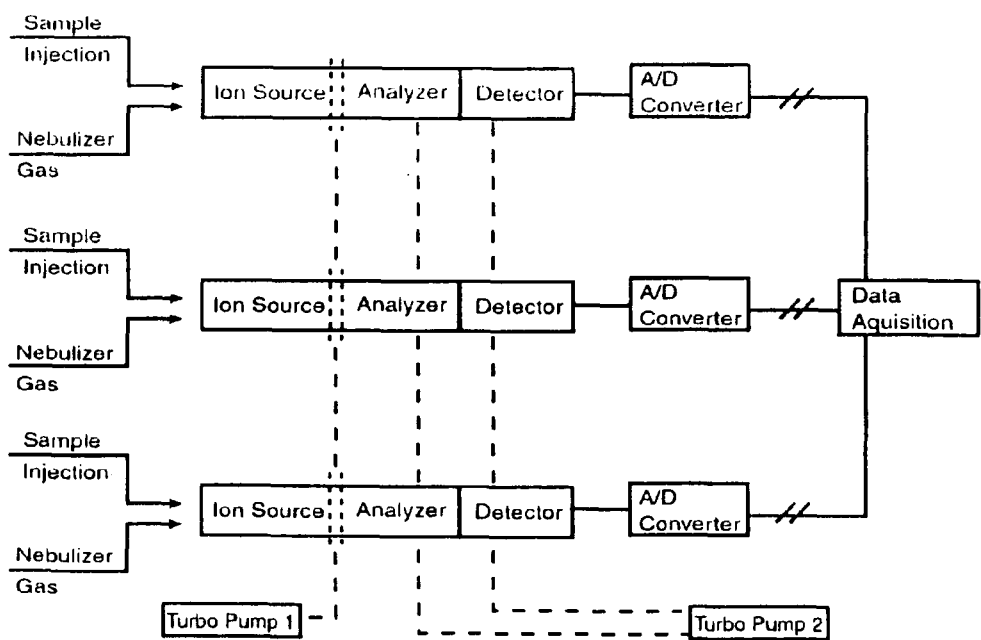 Sample
Injection
Nebulizer
Gas
Ion Source
Analyzer
Detector
A/D
Converter
Sample
Injection
Nebulizer
Gas
Ion Source
Analyzer
Detector
A/D
Converter
Data
Aquisition
Sample
Injection
Nebulizer
Gas
Ion Source
Analyzer
Detector
A/D
Converter
Turbo Pump 1
Turbo Pump 2